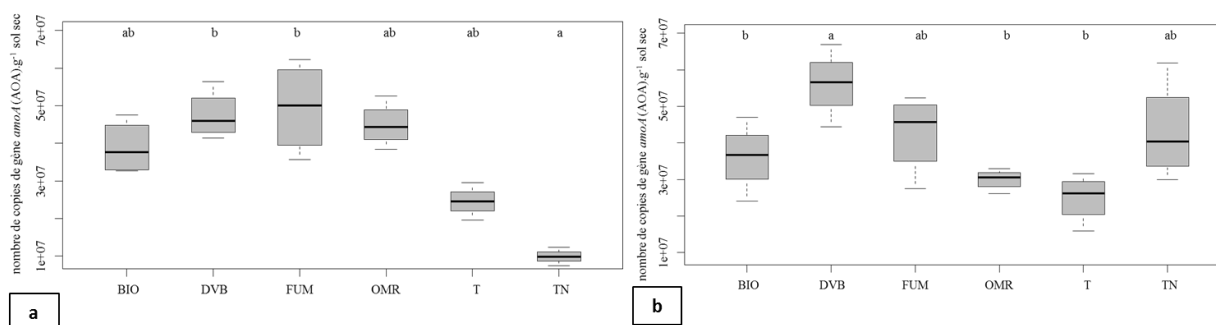 nombre de copies de gène amoA (AOA).g⁻¹ sol sec
7e+07
5e+07
3e+07
1e+07
ab b b ab ab a
BIO DVB FUM OMR T TN
a
nombre de copies de gène amoA (AOA).g⁻¹ sol sec
7e+07
5e+07
3e+07
1e+07
b a ab b b ab
BIO DVB FUM OMR T TN
b